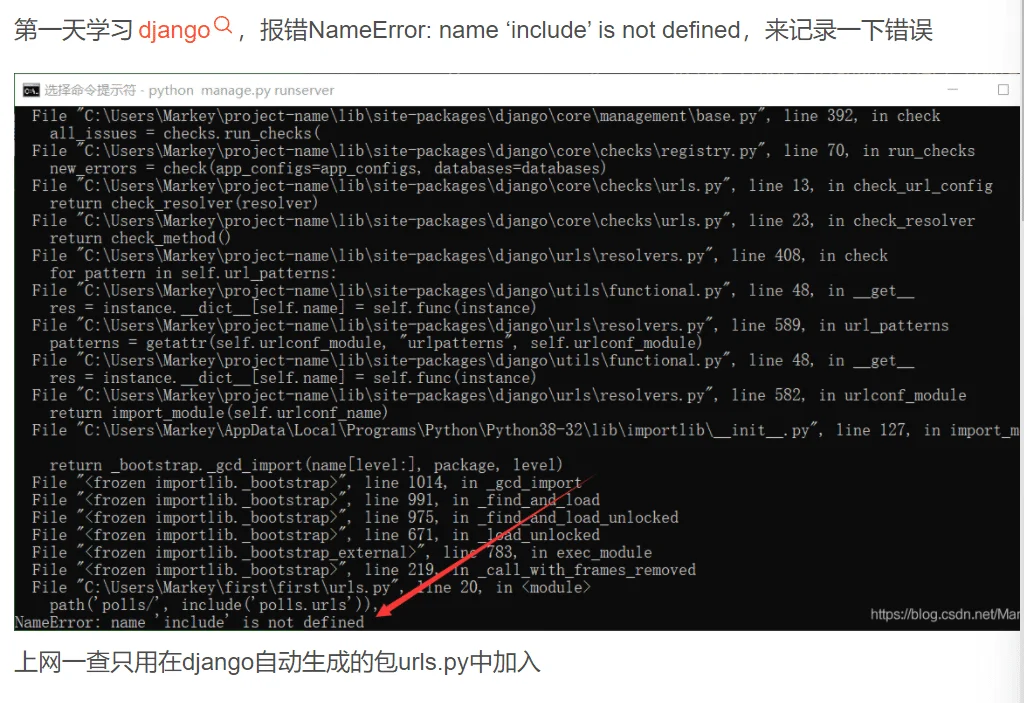 第一天学习 django，报错NameError: name ‘include’ is not defined，来记录一下错误
选择命令提示符 - python  manage.py runserver
File "C:\Users\Markey\project-name\lib\site-packages\django\core\management\base.py", line 392, in check
all_issues = checks.run_checks(
File "C:\Users\Markey\project-name\lib\site-packages\django\core\checks\registry.py", line 70, in run_checks
new_errors = check(app_configs=app_configs, databases=databases)
File "C:\Users\Markey\project-name\lib\site-packages\django\core\checks\urls.py", line 13, in check_url_config
return check_resolver(resolver)
File "C:\Users\Markey\project-name\lib\site-packages\django\core\checks\urls.py", line 23, in check_resolver
return check_method()
File "C:\Users\Markey\project-name\lib\site-packages\django\urls\resolvers.py", line 408, in check
for pattern in self.url_patterns:
File "C:\Users\Markey\project-name\lib\site-packages\django\utils\functional.py", line 48, in __get__
res = instance.__dict__[self.name] = self.func(instance)
File "C:\Users\Markey\project-name\lib\site-packages\django\urls\resolvers.py", line 589, in url_patterns
patterns = getattr(self.urlconf_module, "urlpatterns", self.urlconf_module)
File "C:\Users\Markey\project-name\lib\site-packages\django\utils\functional.py", line 48, in __get__
res = instance.__dict__[self.name] = self.func(instance)
File "C:\Users\Markey\project-name\lib\site-packages\django\urls\resolvers.py", line 582, in urlconf_module
return import_module(self.urlconf_name)
File "C:\Users\Markey\AppData\Local\Programs\Python\Python38-32\lib\importlib\__init__.py", line 127, in import_m
return _bootstrap._gcd_import(name[level:], package, level)
File "<frozen importlib._bootstrap>", line 1014, in _gcd_import
File "<frozen importlib._bootstrap>", line 991, in _find_and_load
File "<frozen importlib._bootstrap>", line 975, in _find_and_load_unlocked
File "<frozen importlib._bootstrap>", line 671, in _load_unlocked
File "<frozen importlib._bootstrap_external>", line 783, in exec_module
File "<frozen importlib._bootstrap>", line 219, in _call_with_frames_removed
File "C:\Users\Markey\first\first\urls.py", line 20, in <module>
path('polls/', include('polls.urls')),
NameError: name 'include' is not defined
https://blog.csdn.net/Mar
上网一查只用在django自动生成的包urls.py中加入